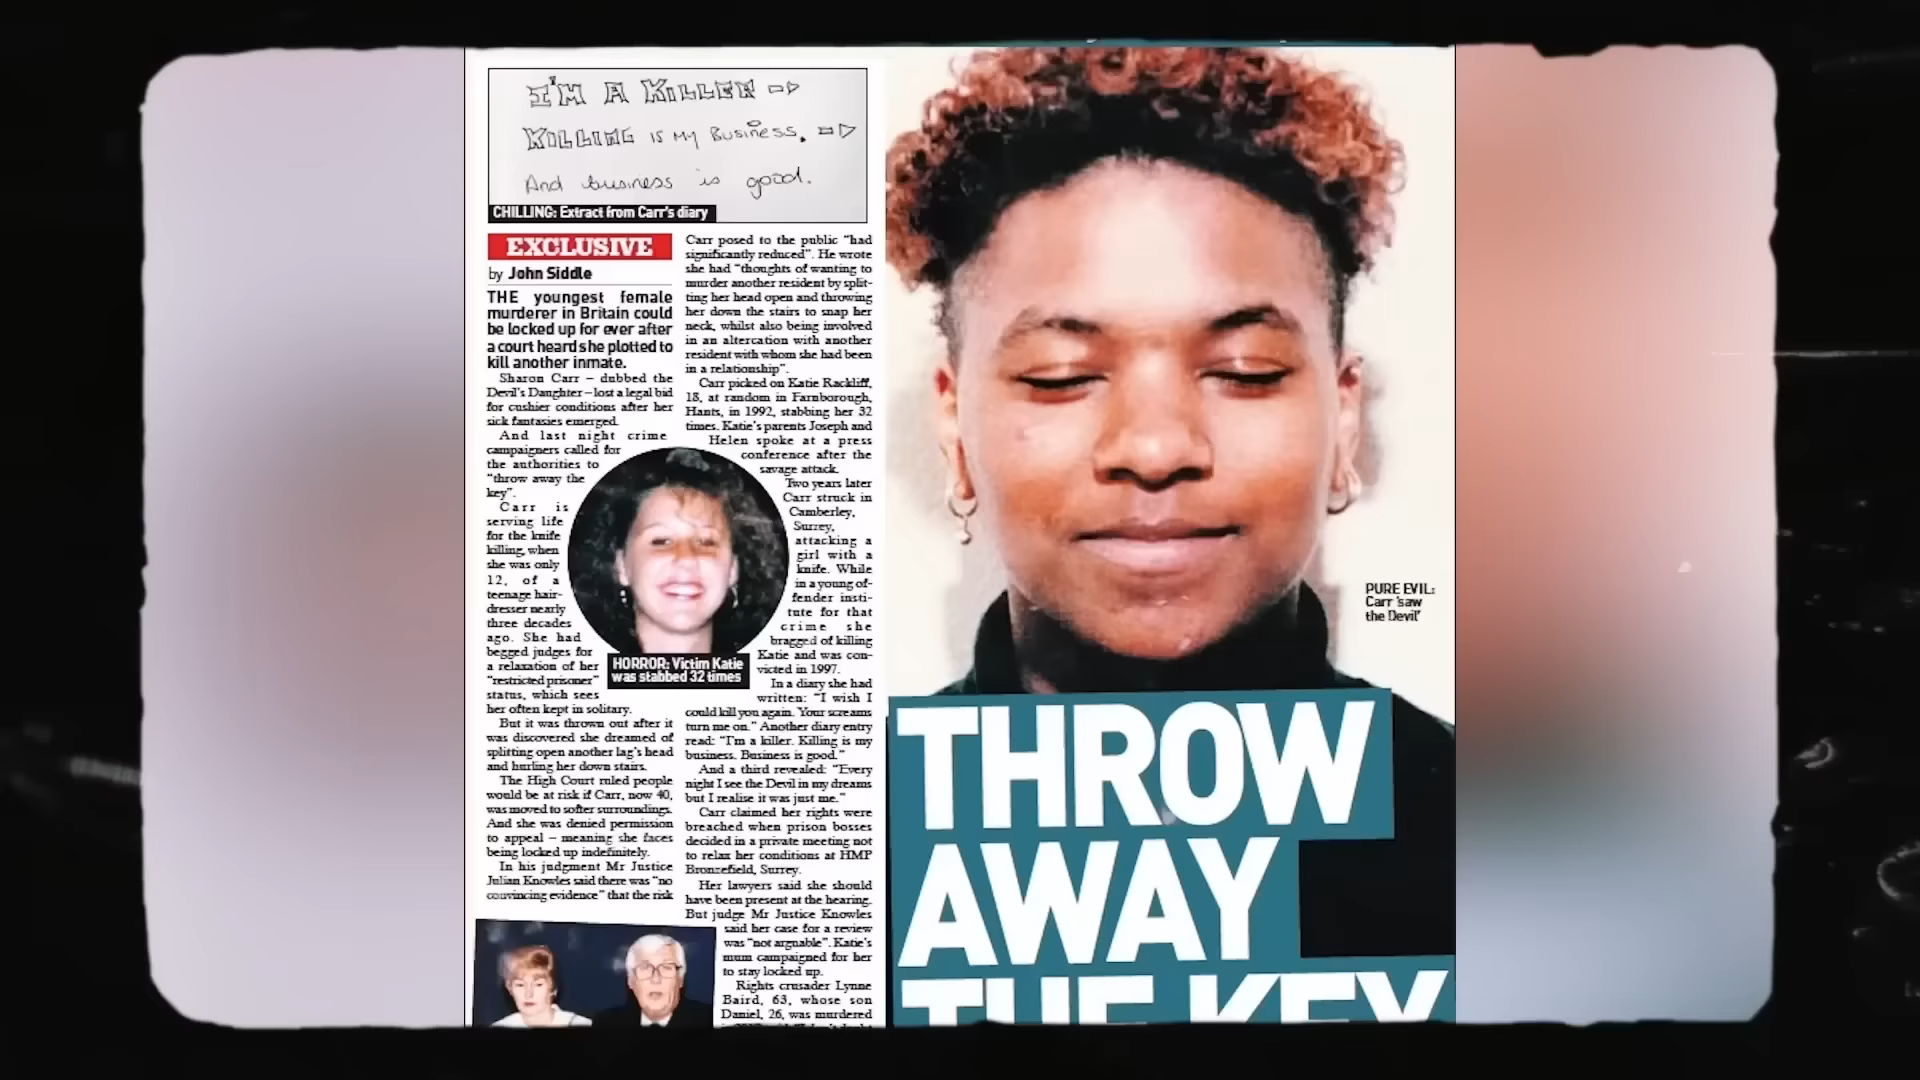 I'M A KILLER
KILLING is MY Business.
And business is good.
CHILLING: Extract from Carr's diary
EXCLUSIVE
by John Siddle
THE youngest female
murderer in Britain could
be locked up for ever after
a court heard she plotted to
kill another inmate.
Sharon Carr – dubbed the
Devil's Daughter – lost a legal bid
for cushier conditions after her
sick fantasies emerged.
And last night crime
campaigners called for
the authorities to
"throw away the
key".
Carr is
serving life
for the knife
killing, when
she was only
12, of a
teenage hair-
dresser nearly
three decades
ago. She had
begged judges for
a relaxation of her
"restricted prisoner"
status, which sees
her often kept in solitary.
But it was thrown out after it
was discovered she dreamed of
splitting open another lag's head
and hurling her down stairs.
The High Court ruled people
would be at risk if Carr, now 40,
was moved to softer surroundings.
And she was denied permission
to appeal – meaning she faces
being locked up indefinitely.
In his judgment Mr Justice
Julian Knowles said there was "no
convincing evidence" that the risk
Carr posed to the public "had
significantly reduced". He wrote
she had "thoughts of wanting to
murder another resident by split-
ting her head open and throwing
her down the stairs to snap her
neck, whilst also being involved
in an altercation with another
resident with whom she had been
in a relationship".
Carr picked on Katie Rackliff,
18, at random in Farnborough,
Hants, in 1992, stabbing her 32
times. Katie's parents Joseph and
Helen spoke at a press
conference after the
savage attack.
Two years later
Carr struck in
Camberley,
Surrey,
attacking a
girl with a
knife. While
in a young of-
fender insti-
tute for that
crime she
bragged of killing
Katie and was con-
victed in 1997.
In a diary she had
written: "I wish I
could kill you again. Your screams
turn me on." Another diary entry
read: "I'm a killer. Killing is my
business. Business is good."
And a third revealed: "Every
night I see the Devil in my dreams
but I realise it was just me."
Carr claimed her rights were
breached when prison bosses
decided in a private meeting not
to relax her conditions at HMP
Bronzefield, Surrey.
Her lawyers said she should
have been present at the hearing.
But judge Mr Justice Knowles
said her case for a review
was "not arguable". Katie's
mum campaigned for her
to stay locked up.
Rights crusader Lynne
Baird, 63, whose son
Daniel, 26, was murdered
HORROR: Victim Katie
was stabbed 32 times
PURE EVIL:
Carr 'saw
the Devil'
THROW
AWAY
THE KEY